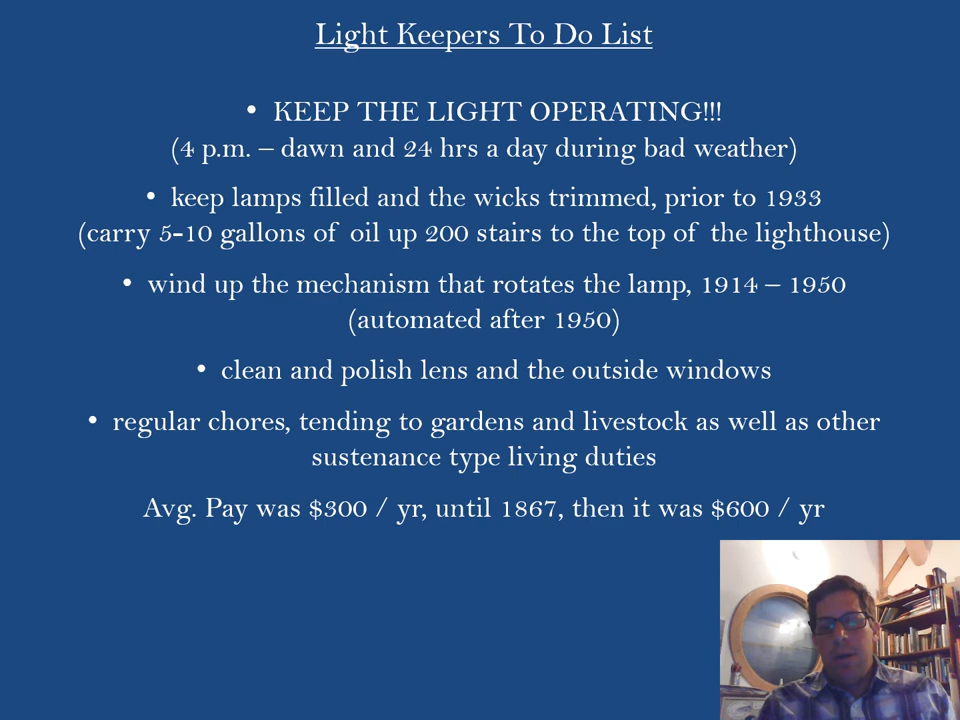 Light Keepers To Do List
• KEEP THE LIGHT OPERATING!!!
(4 p.m. – dawn and 24 hrs a day during bad weather)
• keep lamps filled and the wicks trimmed, prior to 1933
(carry 5-10 gallons of oil up 200 stairs to the top of the lighthouse)
• wind up the mechanism that rotates the lamp, 1914 – 1950
(automated after 1950)
• clean and polish lens and the outside windows
• regular chores, tending to gardens and livestock as well as other
sustenance type living duties
Avg. Pay was $300 / yr, until 1867, then it was $600 / yr